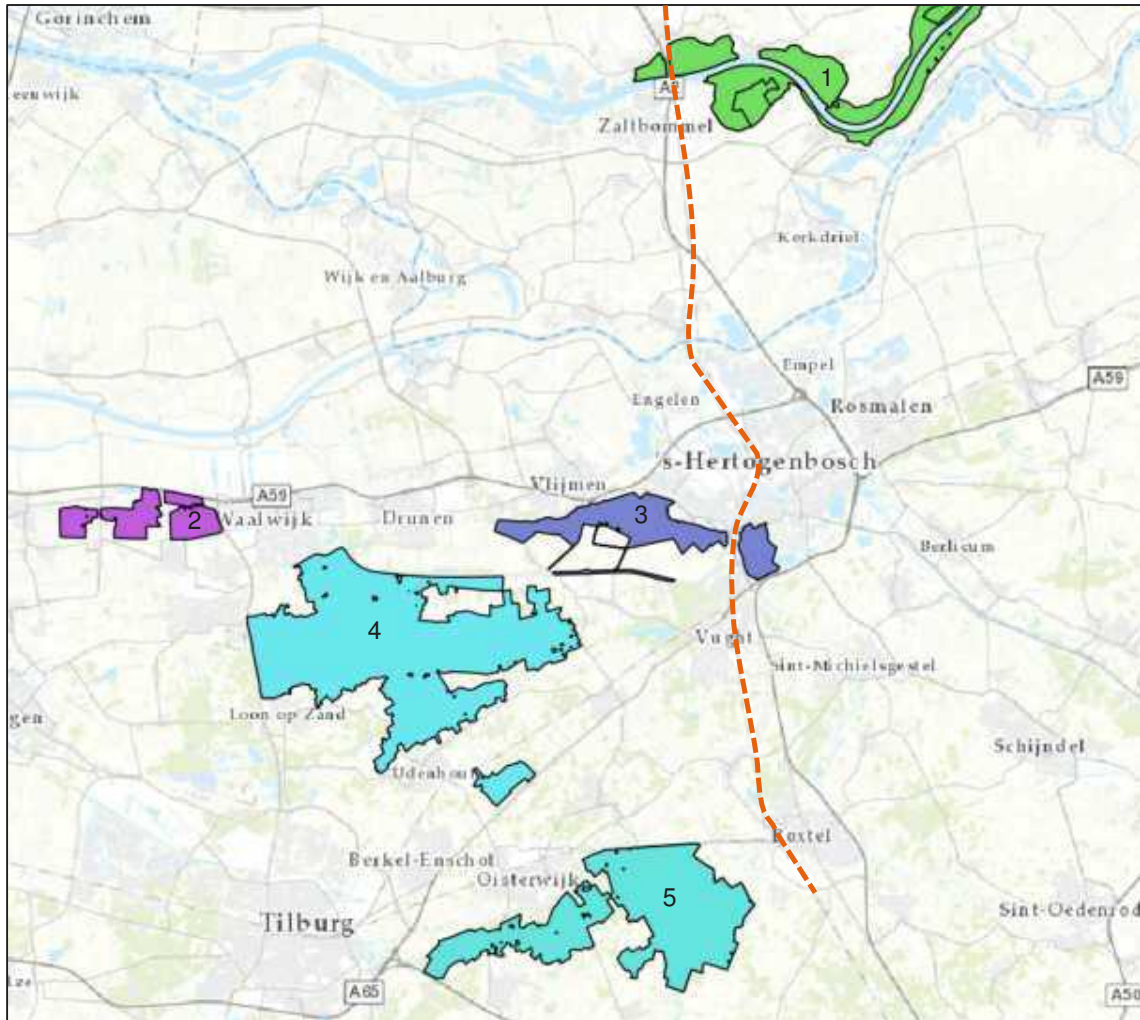 Gorinchem
1
A2
Zaltbommel
Kerkdriel
Wijk en Aalburg
Empel
A59
Engelen
Rosmalen
's-Hertogenbosch
Vlijmen
A59
2
Waalwijk
Drunen
3
Berlicum
4
Vught
Sint-Michielsgestel
Loon op Zand
gen
Schijndel
Udenhout
Boxtel
Berkel-Enschot
Oisterwijk
5
Tilburg
Sint-Oedenrod
A65
A50